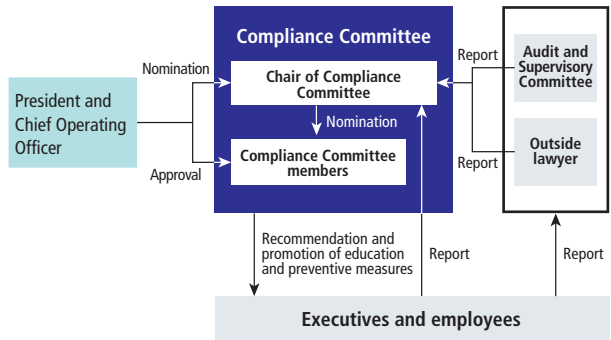 Compliance Committee
Nomination
Chair of Compliance
Committee
Report
Audit and
Supervisory
Committee
President and
Chief Operating
Officer
Nomination
Approval
Compliance Committee
members
Report
Outside
lawyer
Recommendation and
promotion of education
and preventive measures
Report
Report
Executives and employees